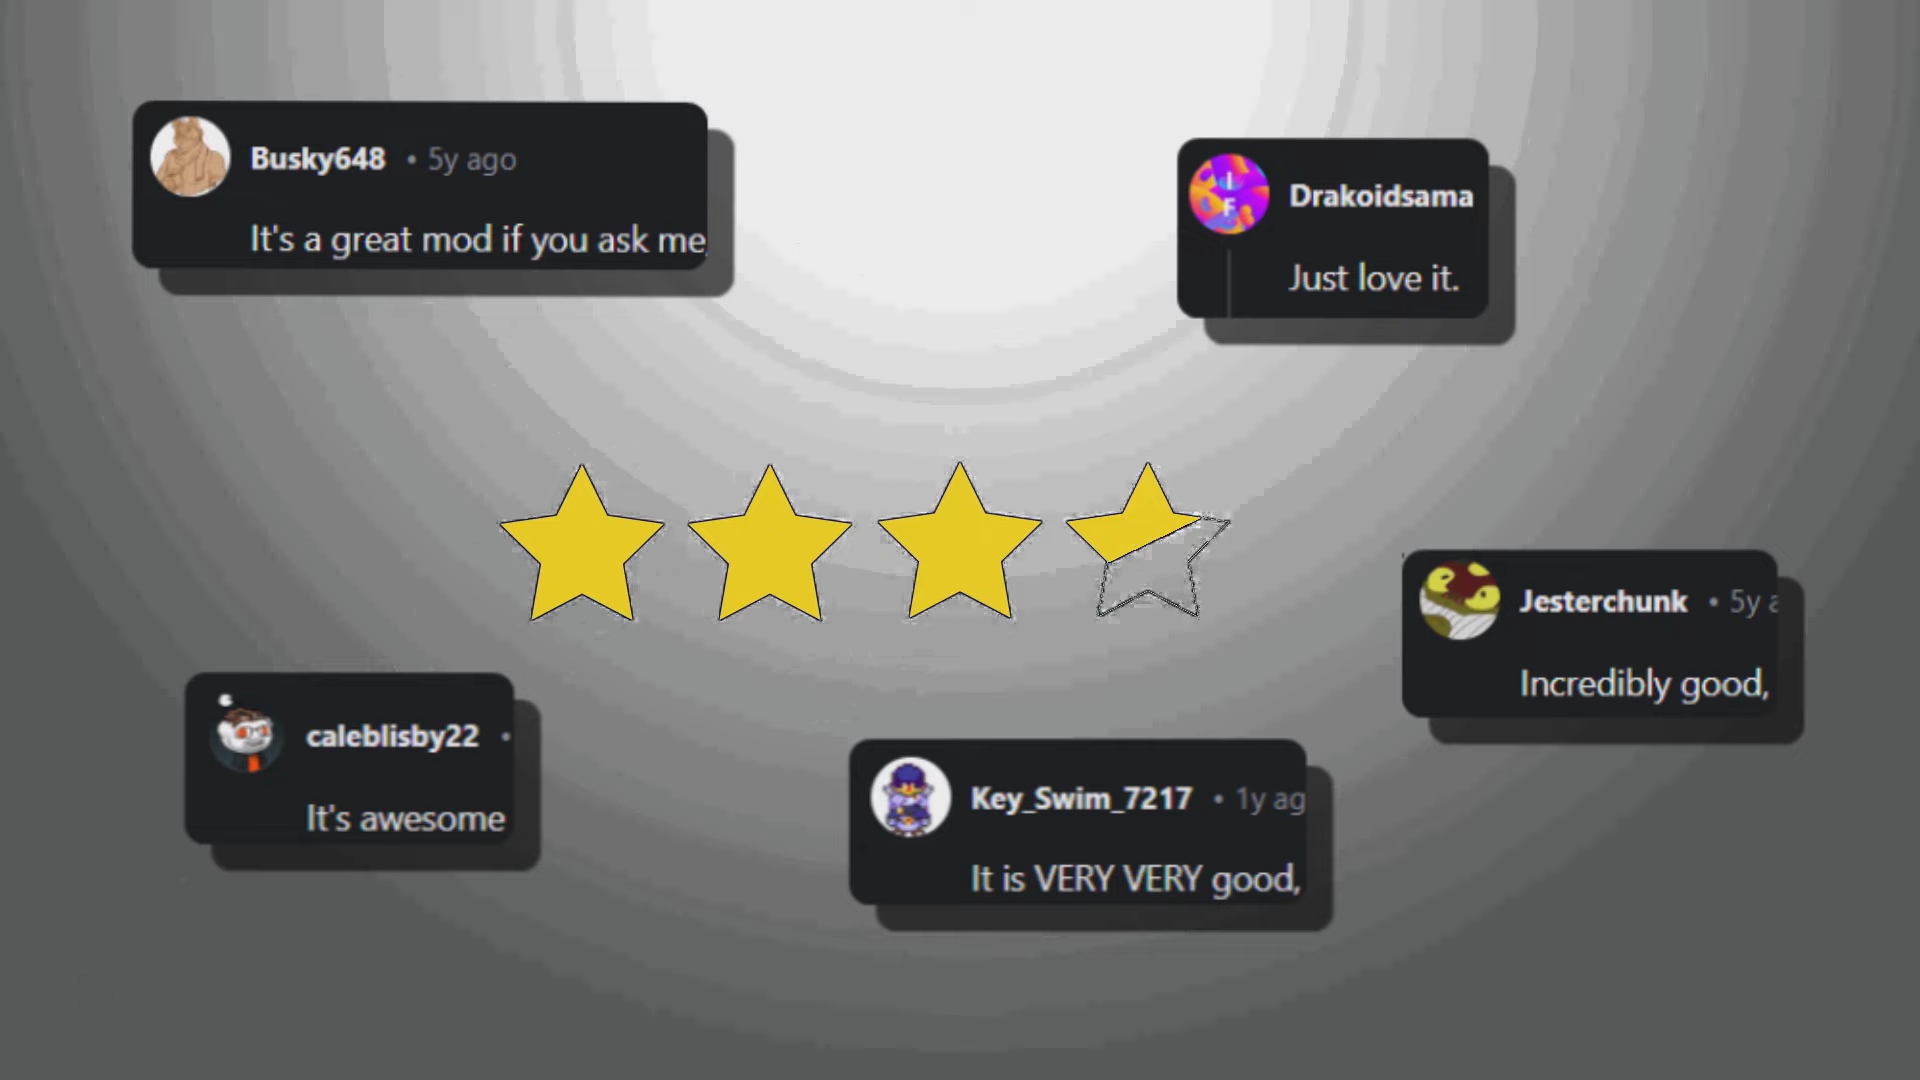 Busky648 • 5y ago
It's a great mod if you ask me,
Drakoidsama
Just love it.
Jesterchunk • 5y a
Incredibly good,
caleblisby22 •
It's awesome
Key_Swim_7217 • 1y ag
It is VERY VERY good,
I
F